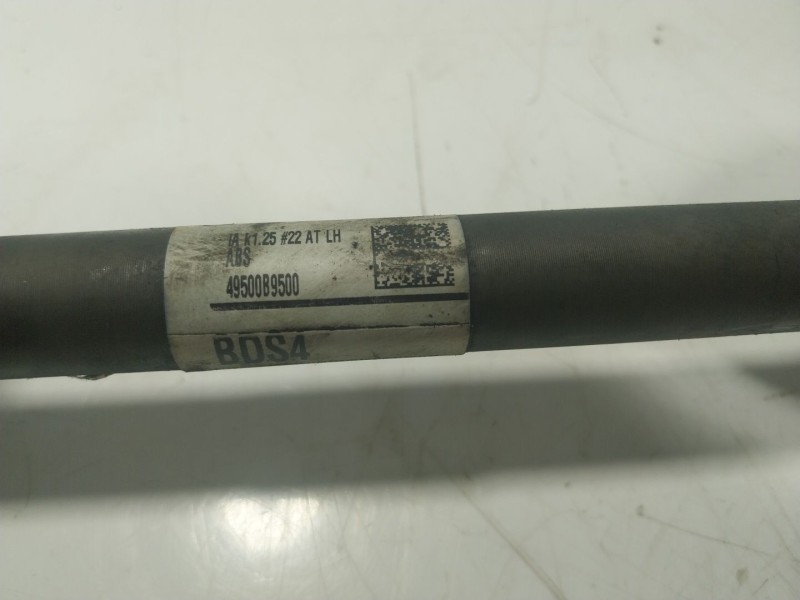 IA K1.25 #22 AT LH
ABS
49500B9500
BDS4